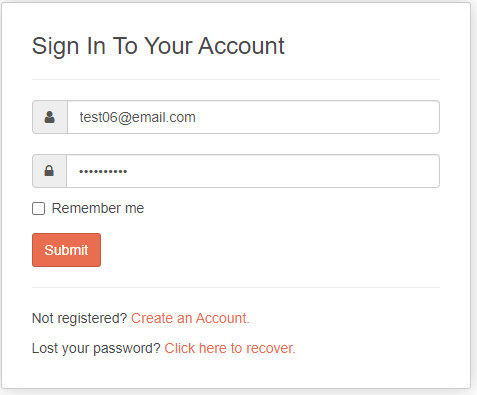 Sign In To Your Account
test06@email.com
••••••••••
Remember me
Submit
Not registered? Create an Account.
Lost your password? Click here to recover.